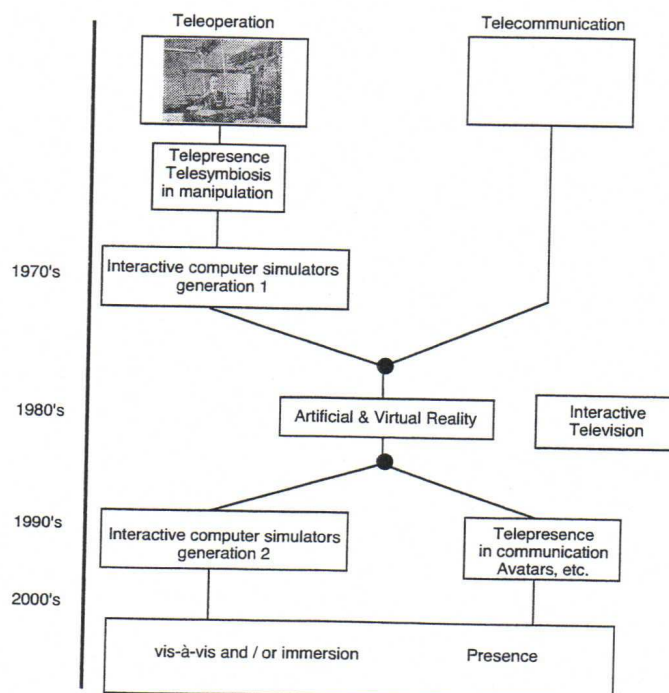 Teleoperation
Telecommunication
Telepresence
Telesymbiosis
in manipulation
1970's
Interactive computer simulators
generation 1
1980's
Artificial & Virtual Reality
Interactive
Television
1990's
Interactive computer simulators
generation 2
Telepresence
in communication
Avatars, etc.
2000's
vis-à-vis and / or immersion
Presence